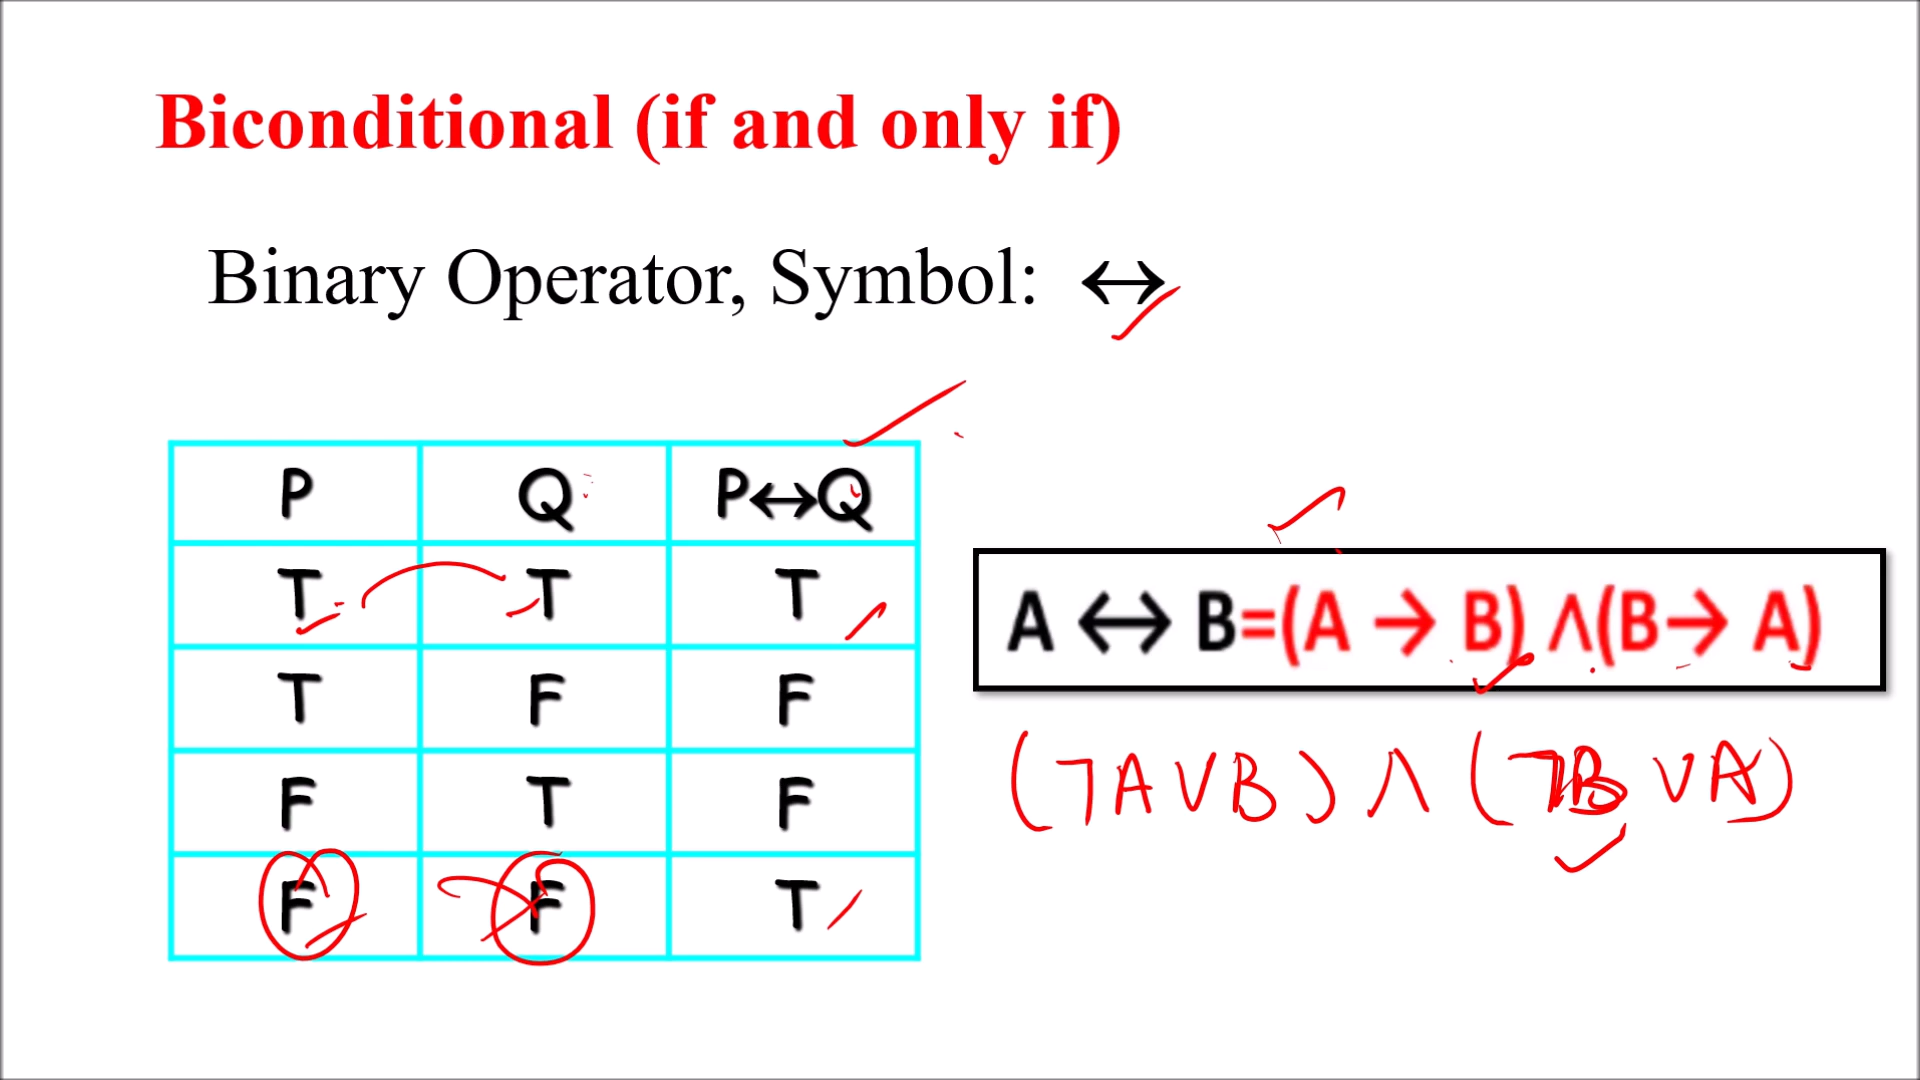 Biconditional (if and only if)
Binary Operator, Symbol: ↔
P Q P↔Q
T T T
T F F
F T F
F F T
A ↔ B=(A → B) ∧(B→ A)
(¬A∨B) ∧ (¬B ∨A)